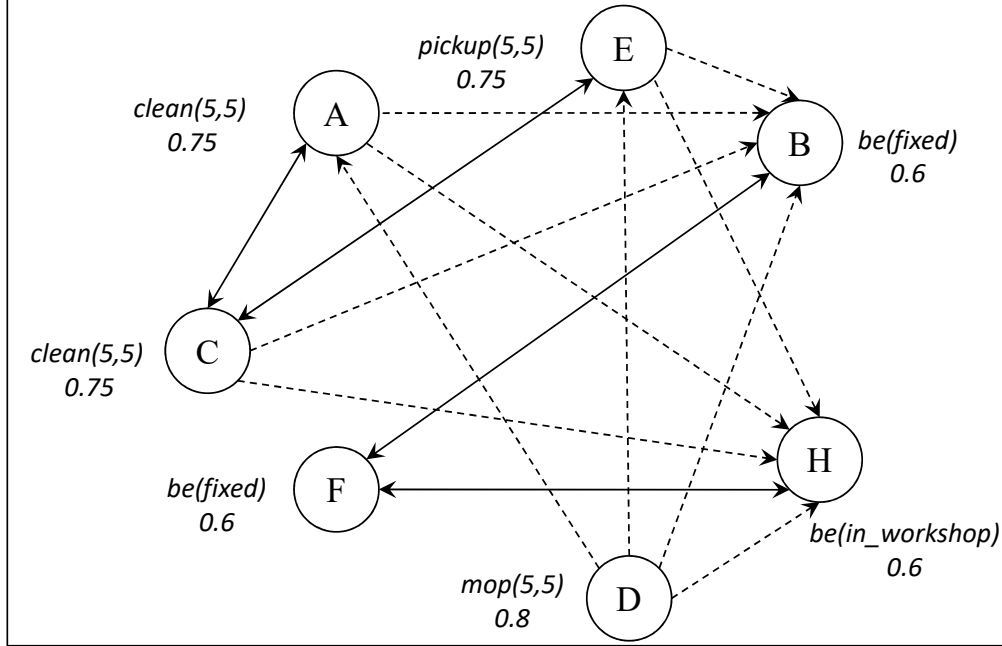 pickup(5,5)
0.75
E
clean(5,5)
0.75
A
B
be(fixed)
0.6
clean(5,5)
0.75
C
be(fixed)
0.6
F
H
be(in_workshop)
0.6
mop(5,5)
0.8
D